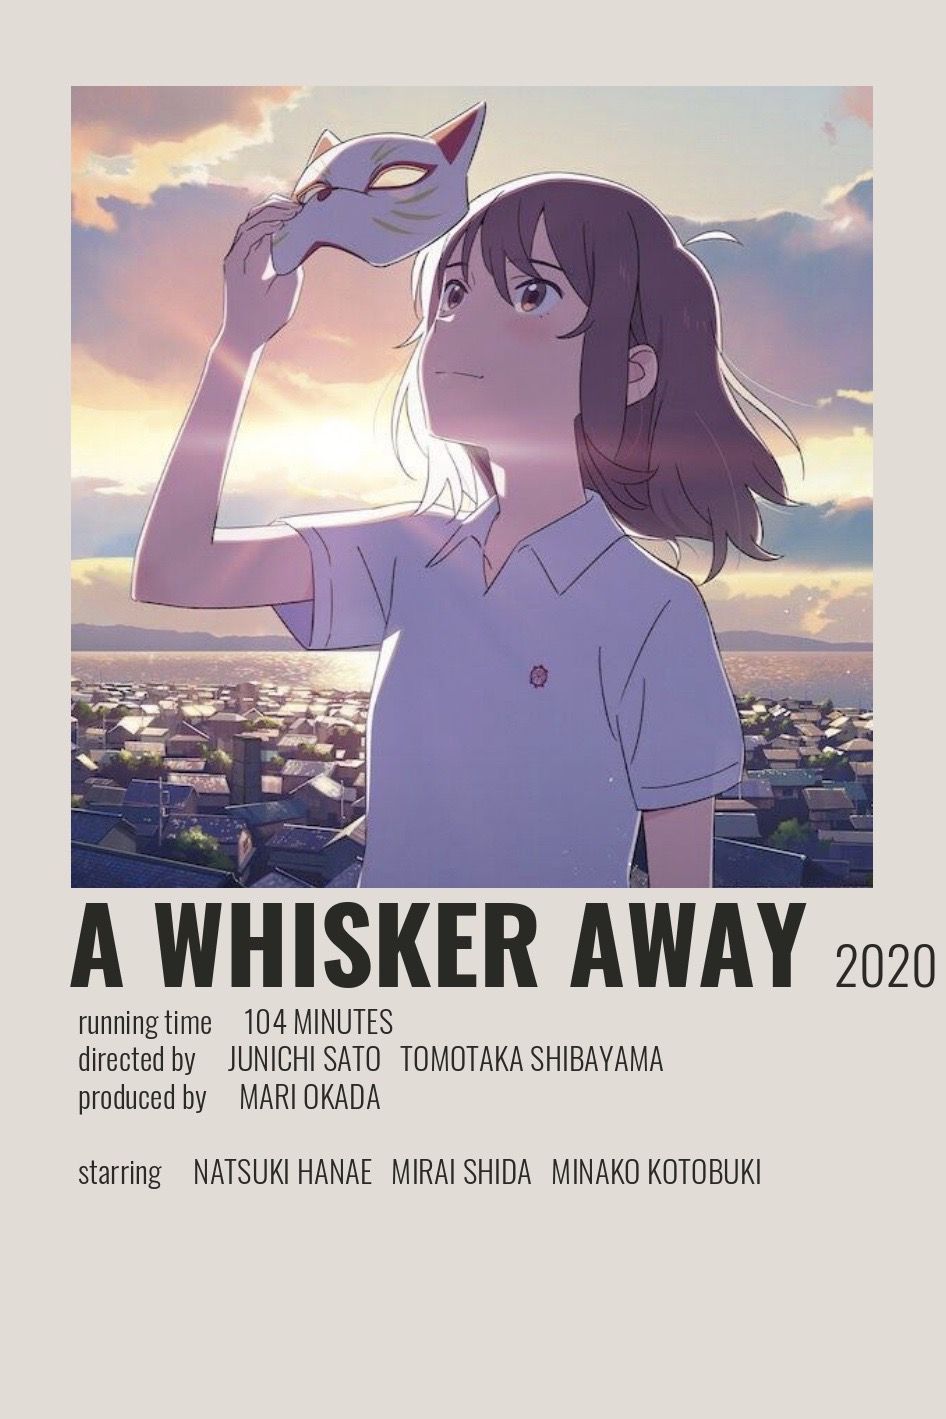 A WHISKER AWAY 2020
running time 104 MINUTES
directed by JUNICHI SATO TOMOTAKA SHIBAYAMA
produced by MARI OKADA
starring NATSUKI HANAE MIRAI SHIDA MINAKO KOTOBUKI